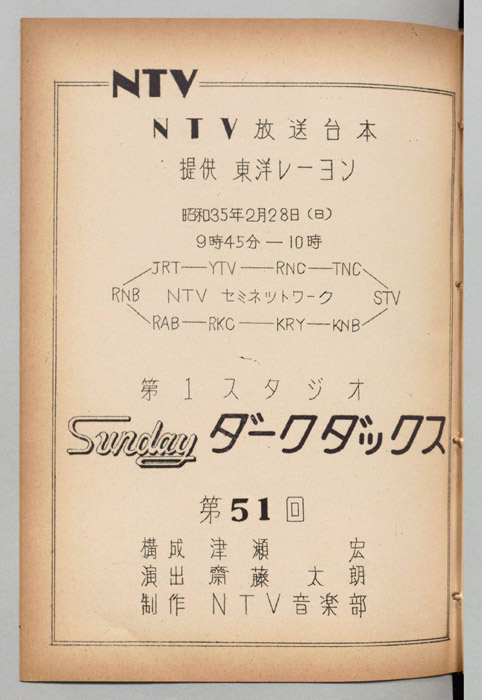 NTV
NTV放送台本
提供 東洋レーヨン
昭和35年2月28日(日)
9時45分―10時
JRT―YTV―RNC―TNC
RNB NTV セミネットワーク STV
RAB―RKC―KRY―KNB
第1スタジオ
Sunday ダークダックス
第51回
構成 津瀬 宏
演出 齋藤太朗
制作 NTV音楽部